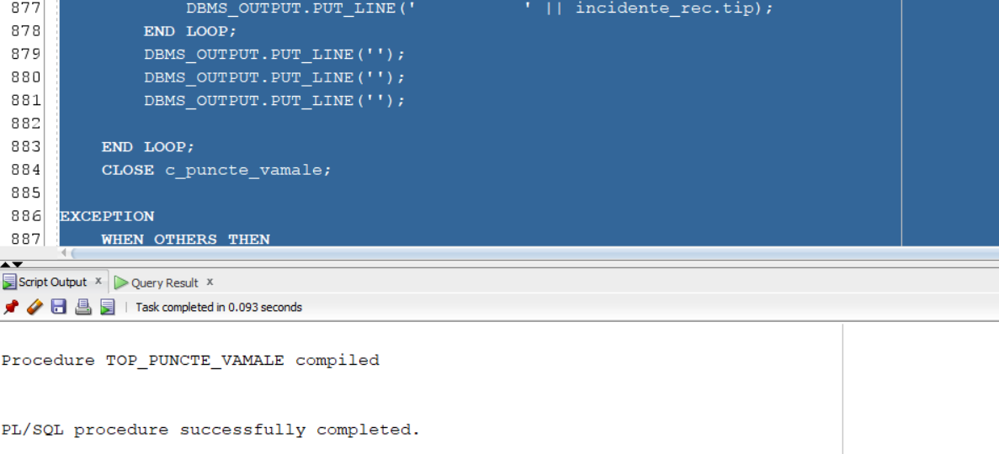 877 DBMS_OUTPUT.PUT_LINE('          ' || incidente_rec.tip);
878 END LOOP;
879 DBMS_OUTPUT.PUT_LINE('');
880 DBMS_OUTPUT.PUT_LINE('');
881 DBMS_OUTPUT.PUT_LINE('');
882
883 END LOOP;
884 CLOSE c_puncte_vamale;
885
886 EXCEPTION
887 WHEN OTHERS THEN
Script Output x Query Result x
Task completed in 0.093 seconds
Procedure TOP_PUNCTE_VAMALE compiled
PL/SQL procedure successfully completed.